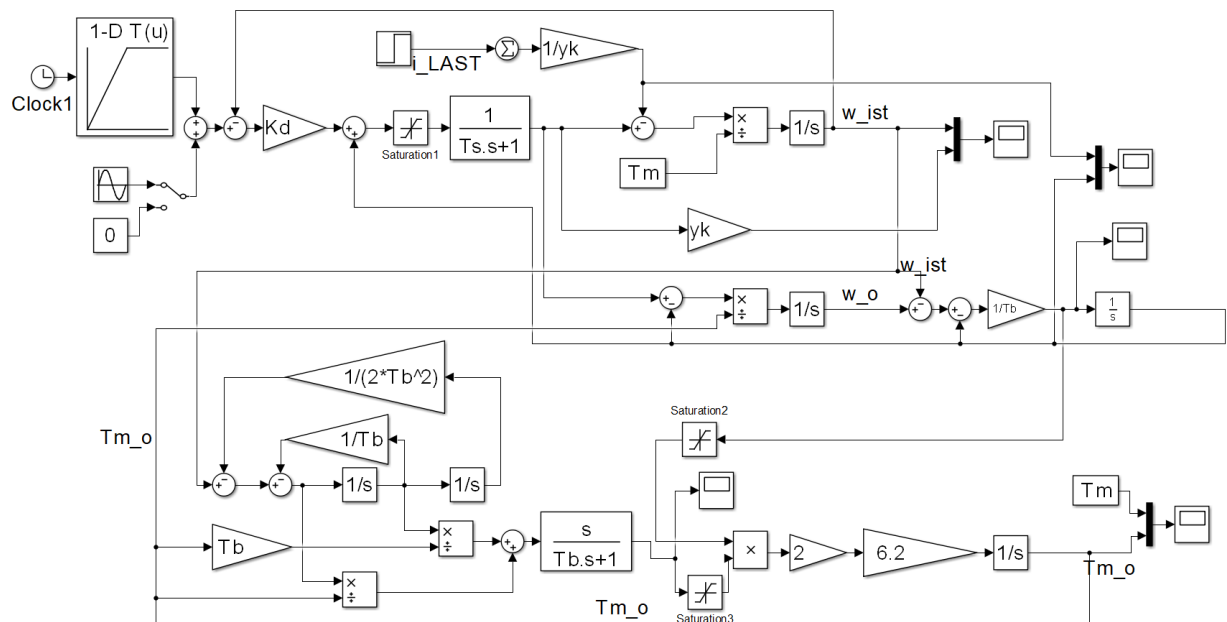 1-D T(u)
Clock1
0
i_LAST
Σ
1/yk
Kd
Saturation1
1
Ts.s+1
×
÷
Tm
1/s
w_ist
yk
w_ist
×
÷
1/s
w_o
1/Tb
1
s
1/(2*Tb^2)
1/Tb
Tm_o
1/s
1/s
Tb
×
÷
×
÷
s
Tb.s+1
Saturation2
Saturation3
Tm_o
×
2
6.2
1/s
Tm
Tm_o